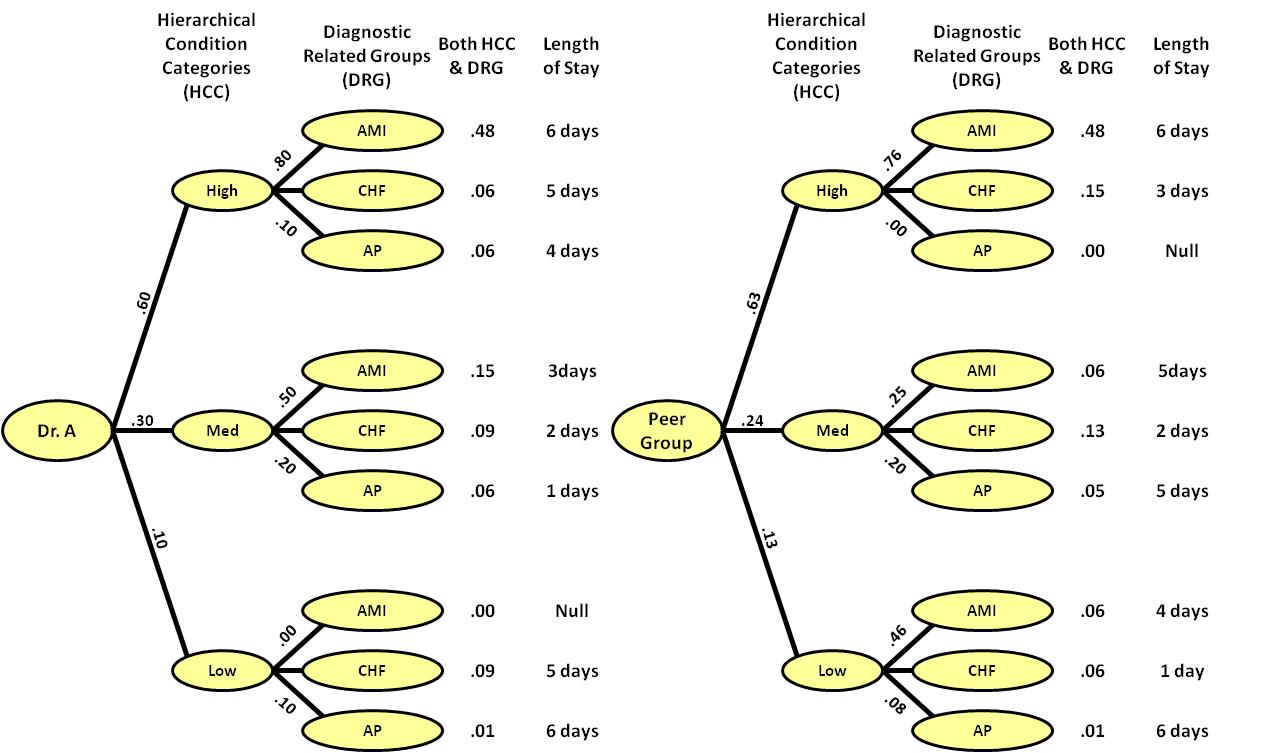 Hierarchical
Condition
Categories
(HCC)
Diagnostic
Related Groups
(DRG)
Both HCC
& DRG
Length
of Stay
Dr. A
.60
High
.80
AMI
.48
6 days
CHF
.06
5 days
.10
AP
.06
4 days
.30
Med
.50
AMI
.15
3days
CHF
.09
2 days
.20
AP
.06
1 days
.10
Low
.00
AMI
.00
Null
CHF
.09
5 days
.10
AP
.01
6 days
Hierarchical
Condition
Categories
(HCC)
Diagnostic
Related Groups
(DRG)
Both HCC
& DRG
Length
of Stay
Peer
Group
.63
High
.76
AMI
.48
6 days
CHF
.15
3 days
.00
AP
.00
Null
.24
Med
.25
AMI
.06
5days
CHF
.13
2 days
.20
AP
.05
5 days
.13
Low
.46
AMI
.06
4 days
CHF
.06
1 day
.08
AP
.01
6 days